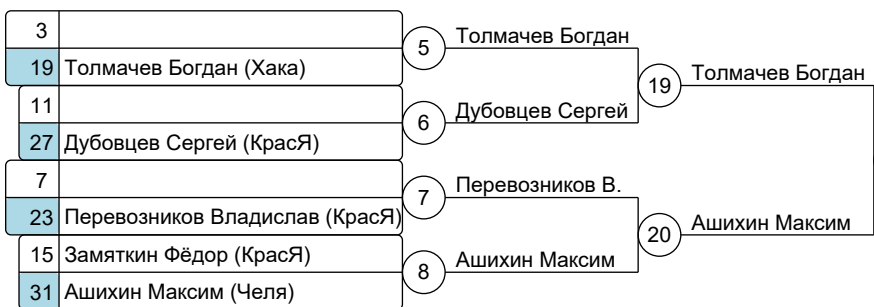 3
19 Толмачев Богдан (Хака)
11
27 Дубовцев Сергей (КрасЯ)
7
23 Перевозников Владислав (КрасЯ)
15 Замяткин Фёдор (КрасЯ)
31 Ашихин Максим (Челя)
5 Толмачев Богдан
6 Дубовцев Сергей
7 Перевозников В.
8 Ашихин Максим
19 Толмачев Богдан
20 Ашихин Максим